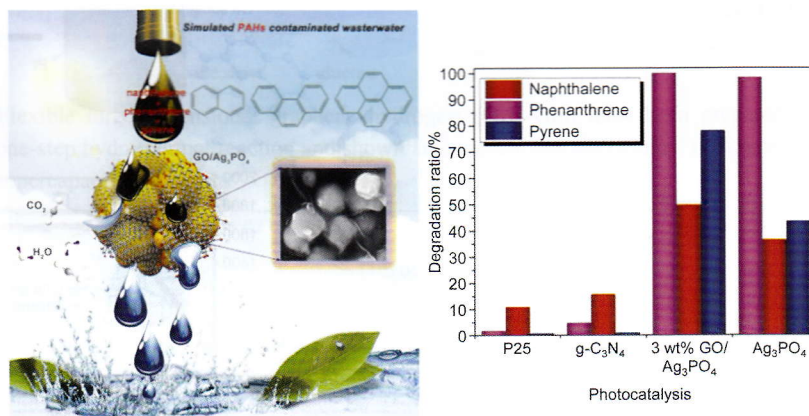 Simulated PAHs contaminated wasterwater
naphthalene
+
phenanthrene
+
pyrene
GO/Ag₃PO₄
CO₂
H₂O
Degradation ratio/%
100
90
80
70
60
50
40
30
20
10
0
Naphthalene
Phenanthrene
Pyrene
P25
g-C₃N₄
3 wt% GO/
Ag₃PO₄
Ag₃PO₄
Photocatalysis